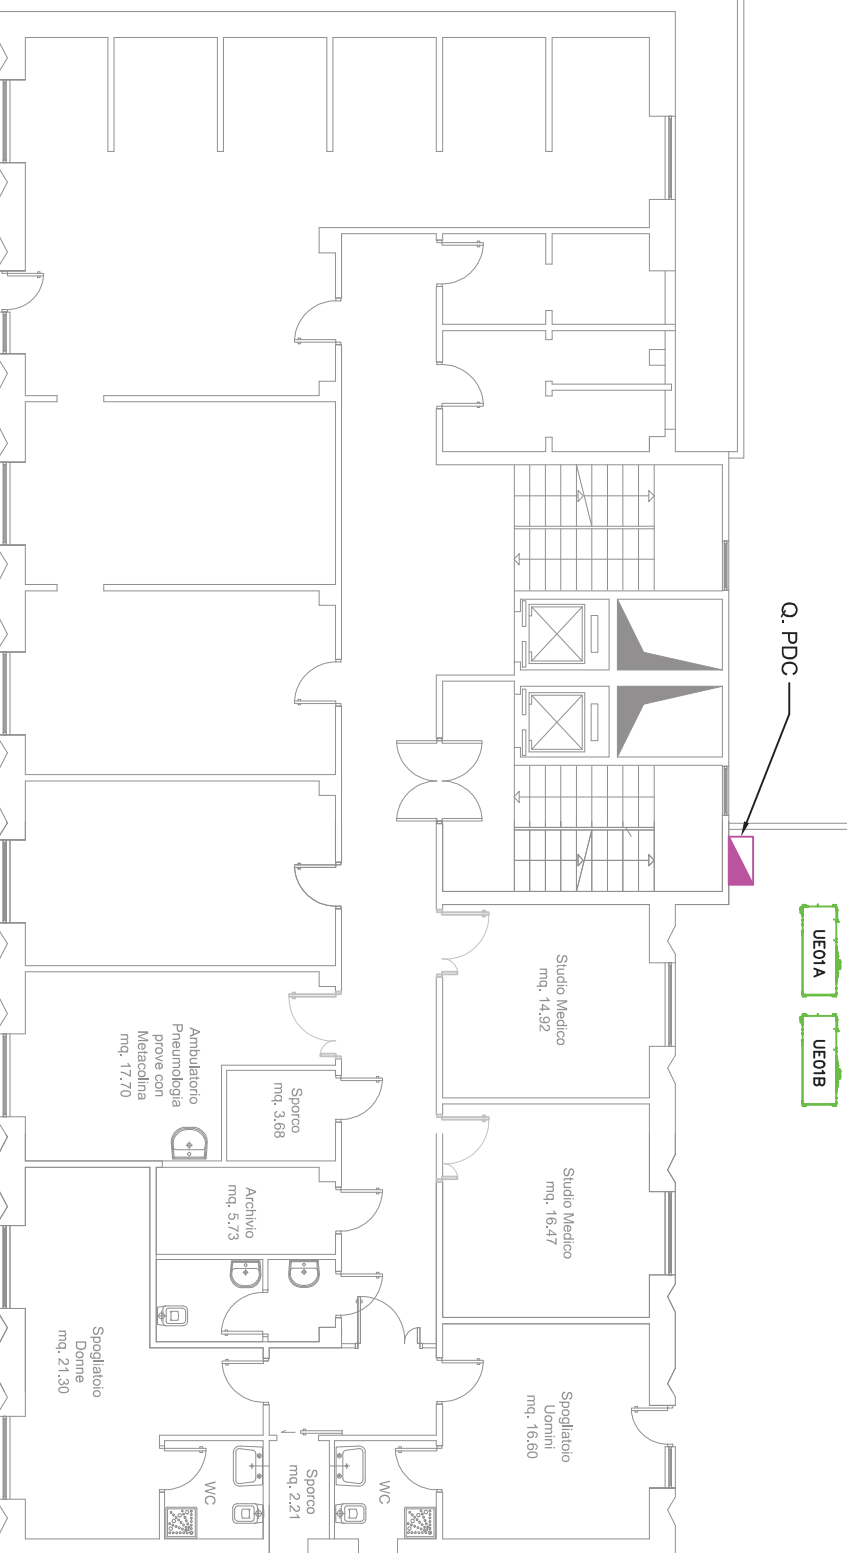 Q. PDC
UE01A
UE01B
Studio Medico
mq. 14.92
Studio Medico
mq. 16.47
Spogliatoio
Uomini
mq. 16.60
Ambulatorio
Pneumologia
prove con
Metacolina
mq. 17.70
Sporco
mq. 3.68
Archivio
mq. 5.73
Spogliatoio
Donne
mq. 21.30
WC
Sporco
mq. 2.21
WC